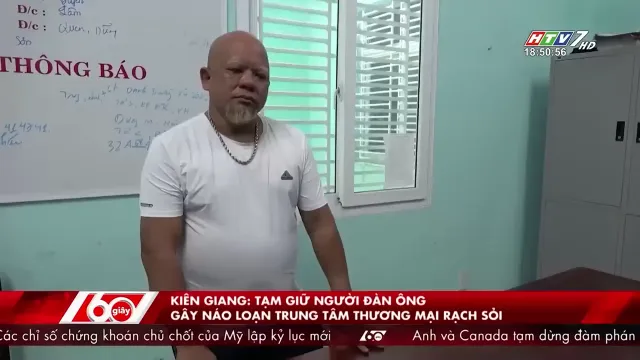 Đ/c :
Lâm
Đ/c :
THÔNG BÁO
HTV7 HD
18:50:56
60 giây
KIÊN GIANG: TẠM GIỮ NGƯỜI ĐÀN ÔNG
GÂY NÁO LOẠN TRUNG TÂM THƯƠNG MẠI RẠCH SỎI
Các chỉ số chứng khoán chủ chốt của Mỹ lập kỷ lục mới 60 Anh và Canada tạm dừng đàm phán